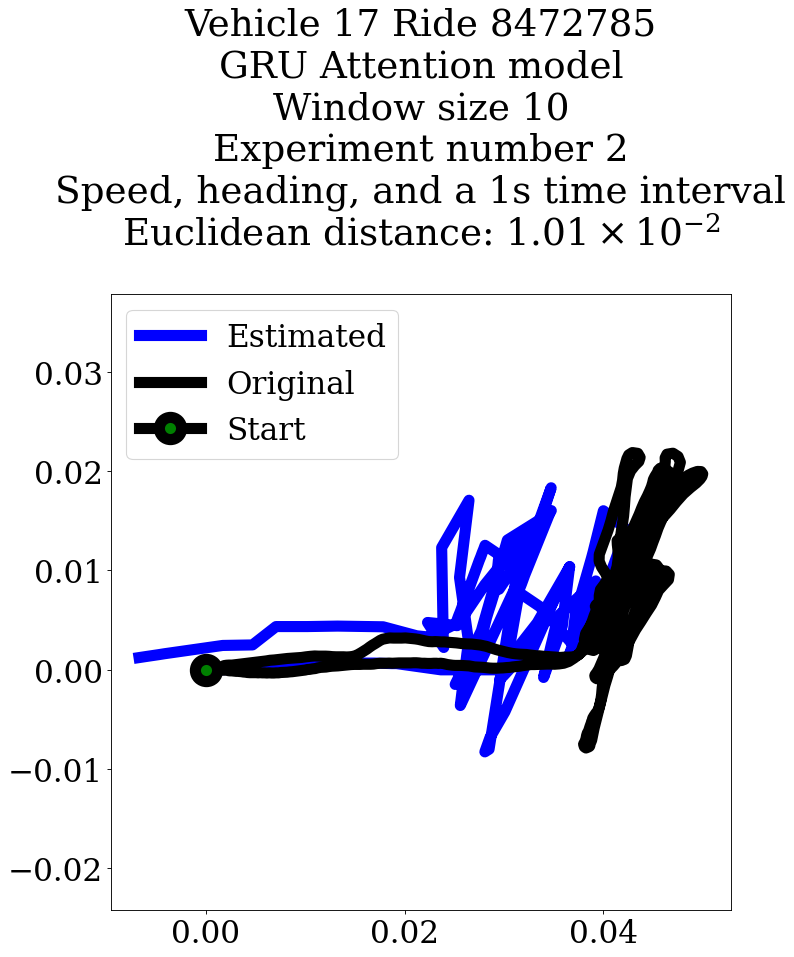 Vehicle 17 Ride 8472785
GRU Attention model
Window size 10
Experiment number 2
Speed, heading, and a 1s time interval
Euclidean distance: 1.01 × 10⁻²
Estimated
Original
Start
0.03
0.02
0.01
0.00
−0.01
−0.02
0.00 0.02 0.04